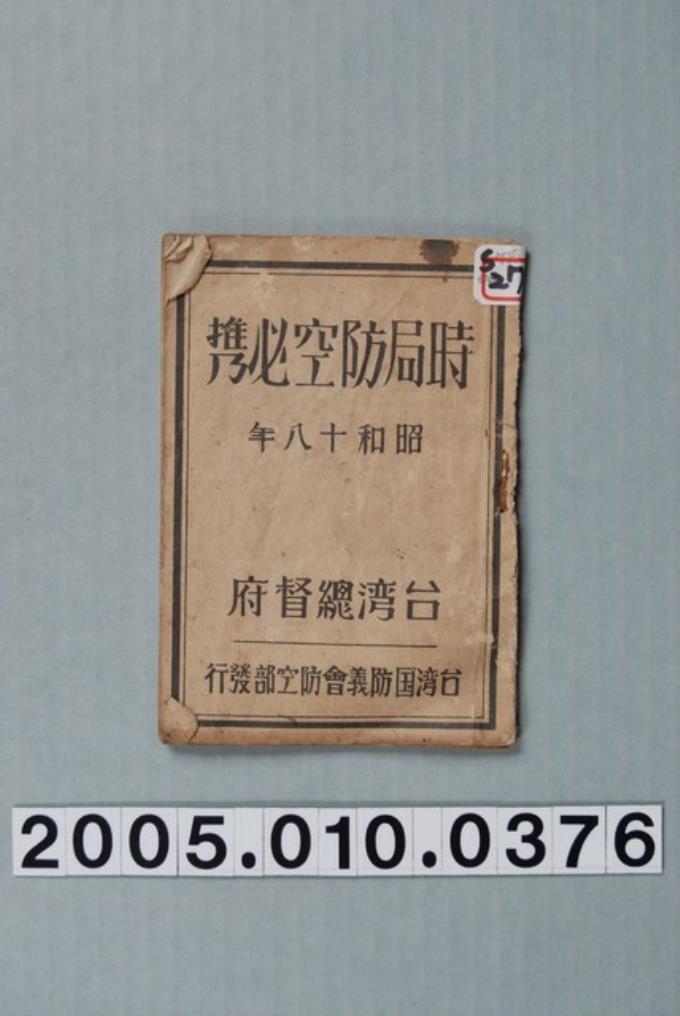 時局防空必携
昭和十八年
台湾總督府
台湾国防義會防空部發行
S
27
2005.010.0376